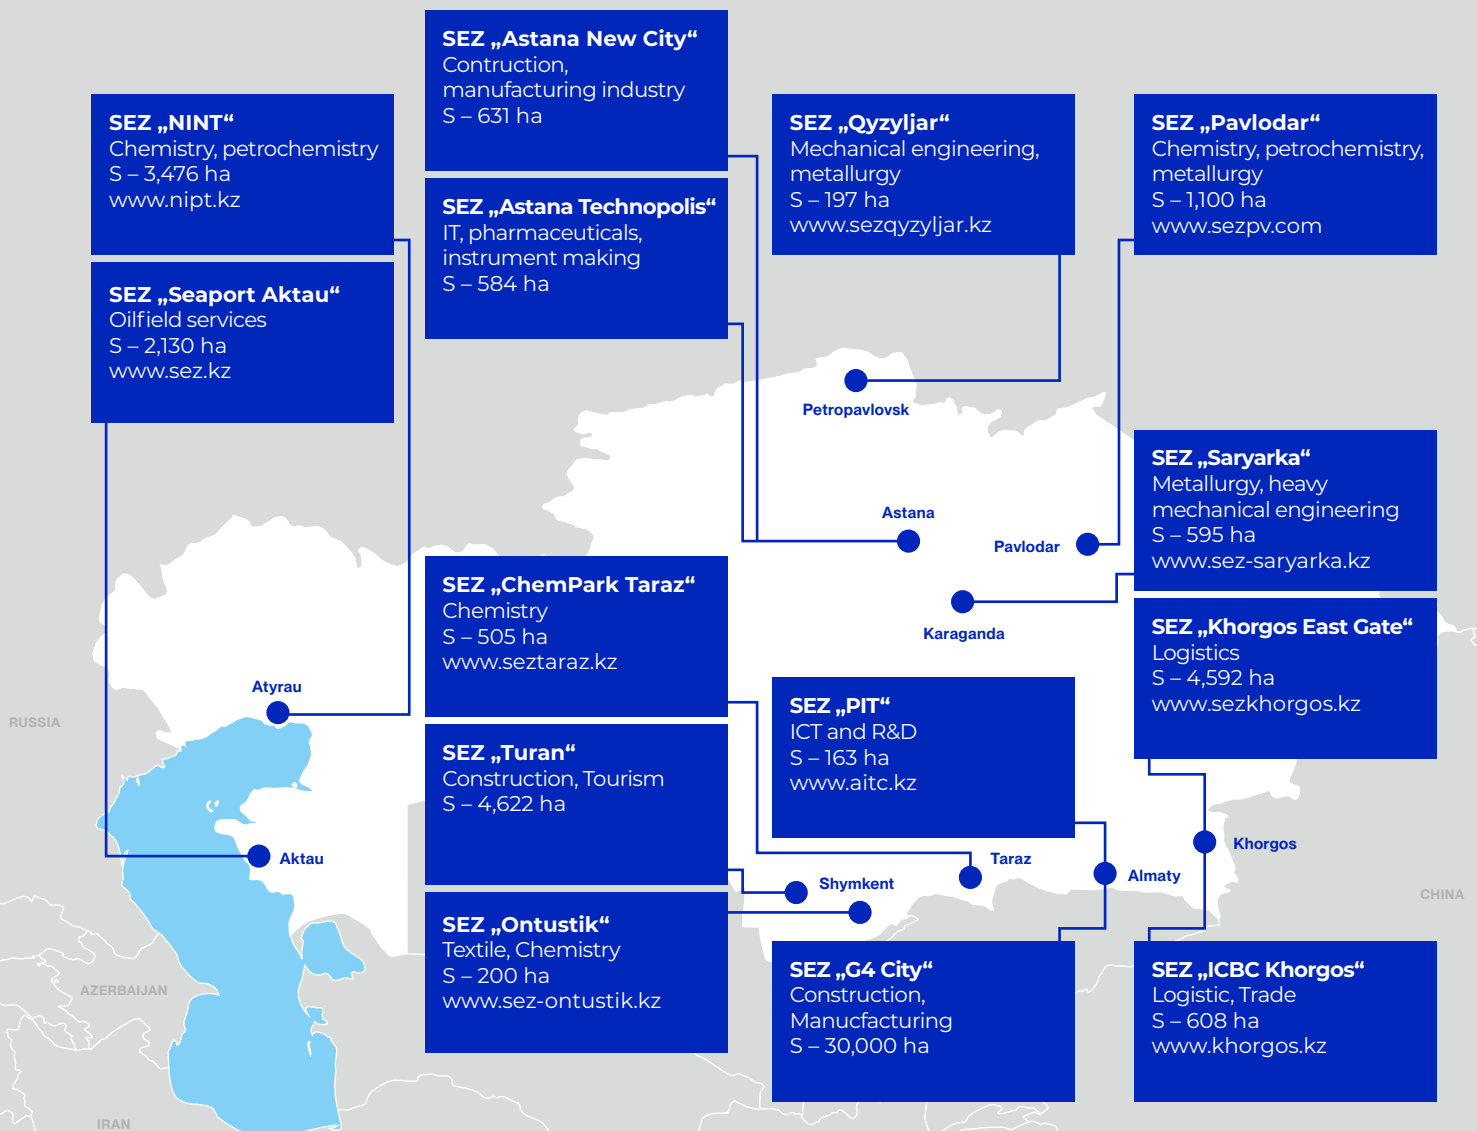 SEZ „Astana New City“
Contruction,
manufacturing industry
S – 631 ha
SEZ „NINT“
Chemistry, petrochemistry
S – 3,476 ha
www.nipt.kz
SEZ „Qyzyljar“
Mechanical engineering,
metallurgy
S – 197 ha
www.sezqyzyljar.kz
SEZ „Pavlodar“
Chemistry, petrochemistry,
metallurgy
S – 1,100 ha
www.sezpv.com
SEZ „Astana Technopolis“
IT, pharmaceuticals,
instrument making
S – 584 ha
SEZ „Seaport Aktau“
Oilfield services
S – 2,130 ha
www.sez.kz
Petropavlovsk
SEZ „Saryarka“
Metallurgy, heavy
mechanical engineering
S – 595 ha
www.sez-saryarka.kz
Astana
Pavlodar
SEZ „ChemPark Taraz“
Chemistry
S – 505 ha
www.seztaraz.kz
Karaganda
SEZ „Khorgos East Gate“
Logistics
S – 4,592 ha
www.sezkhorgos.kz
Atyrau
RUSSIA
SEZ „PIT“
ICT and R&D
S – 163 ha
www.aitc.kz
SEZ „Turan“
Construction, Tourism
S – 4,622 ha
Aktau
Taraz
Khorgos
Shymkent
Almaty
CHINA
SEZ „Ontustik“
Textile, Chemistry
S – 200 ha
www.sez-ontustik.kz
SEZ „G4 City“
Construction,
Manucfacturing
S – 30,000 ha
SEZ „ICBC Khorgos“
Logistic, Trade
S – 608 ha
www.khorgos.kz
AZERBAIJAN
IRAN